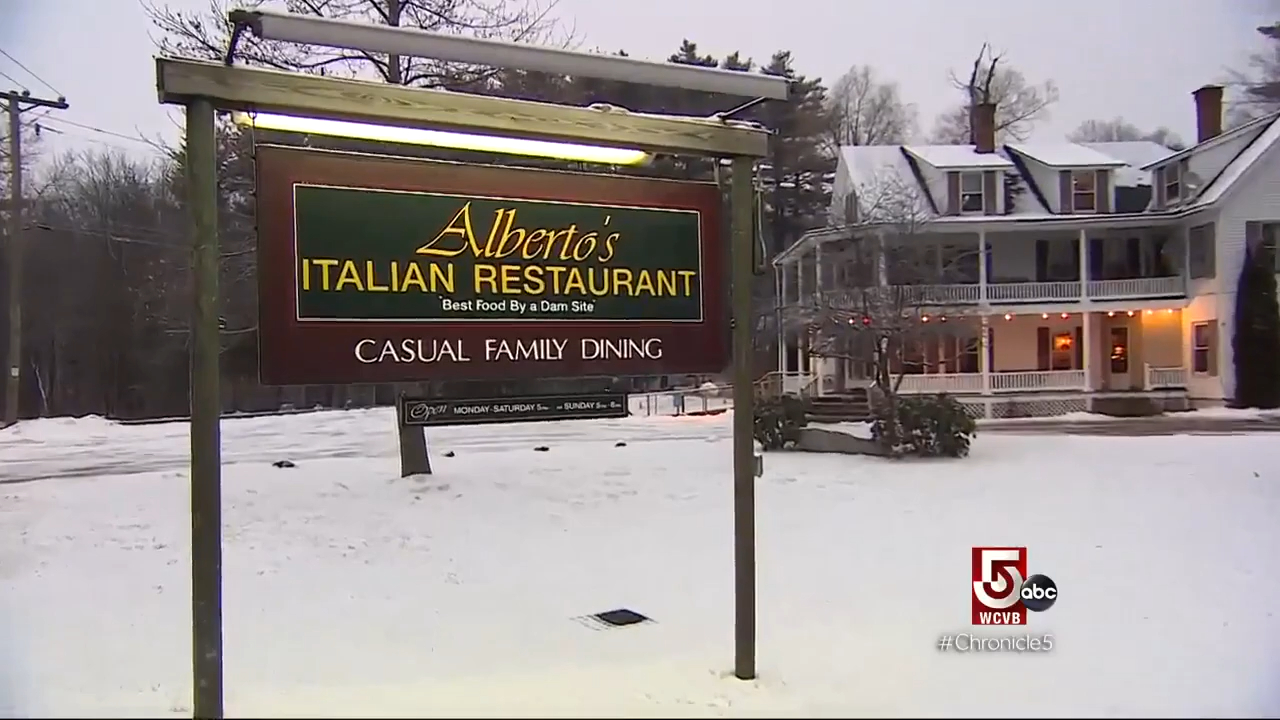 Alberto's
ITALIAN RESTAURANT
"Best Food By a Dam Site"
CASUAL FAMILY DINING
Open MONDAY-SATURDAY 5
SUNDAY
5 abc
WCVB
#Chronicle5